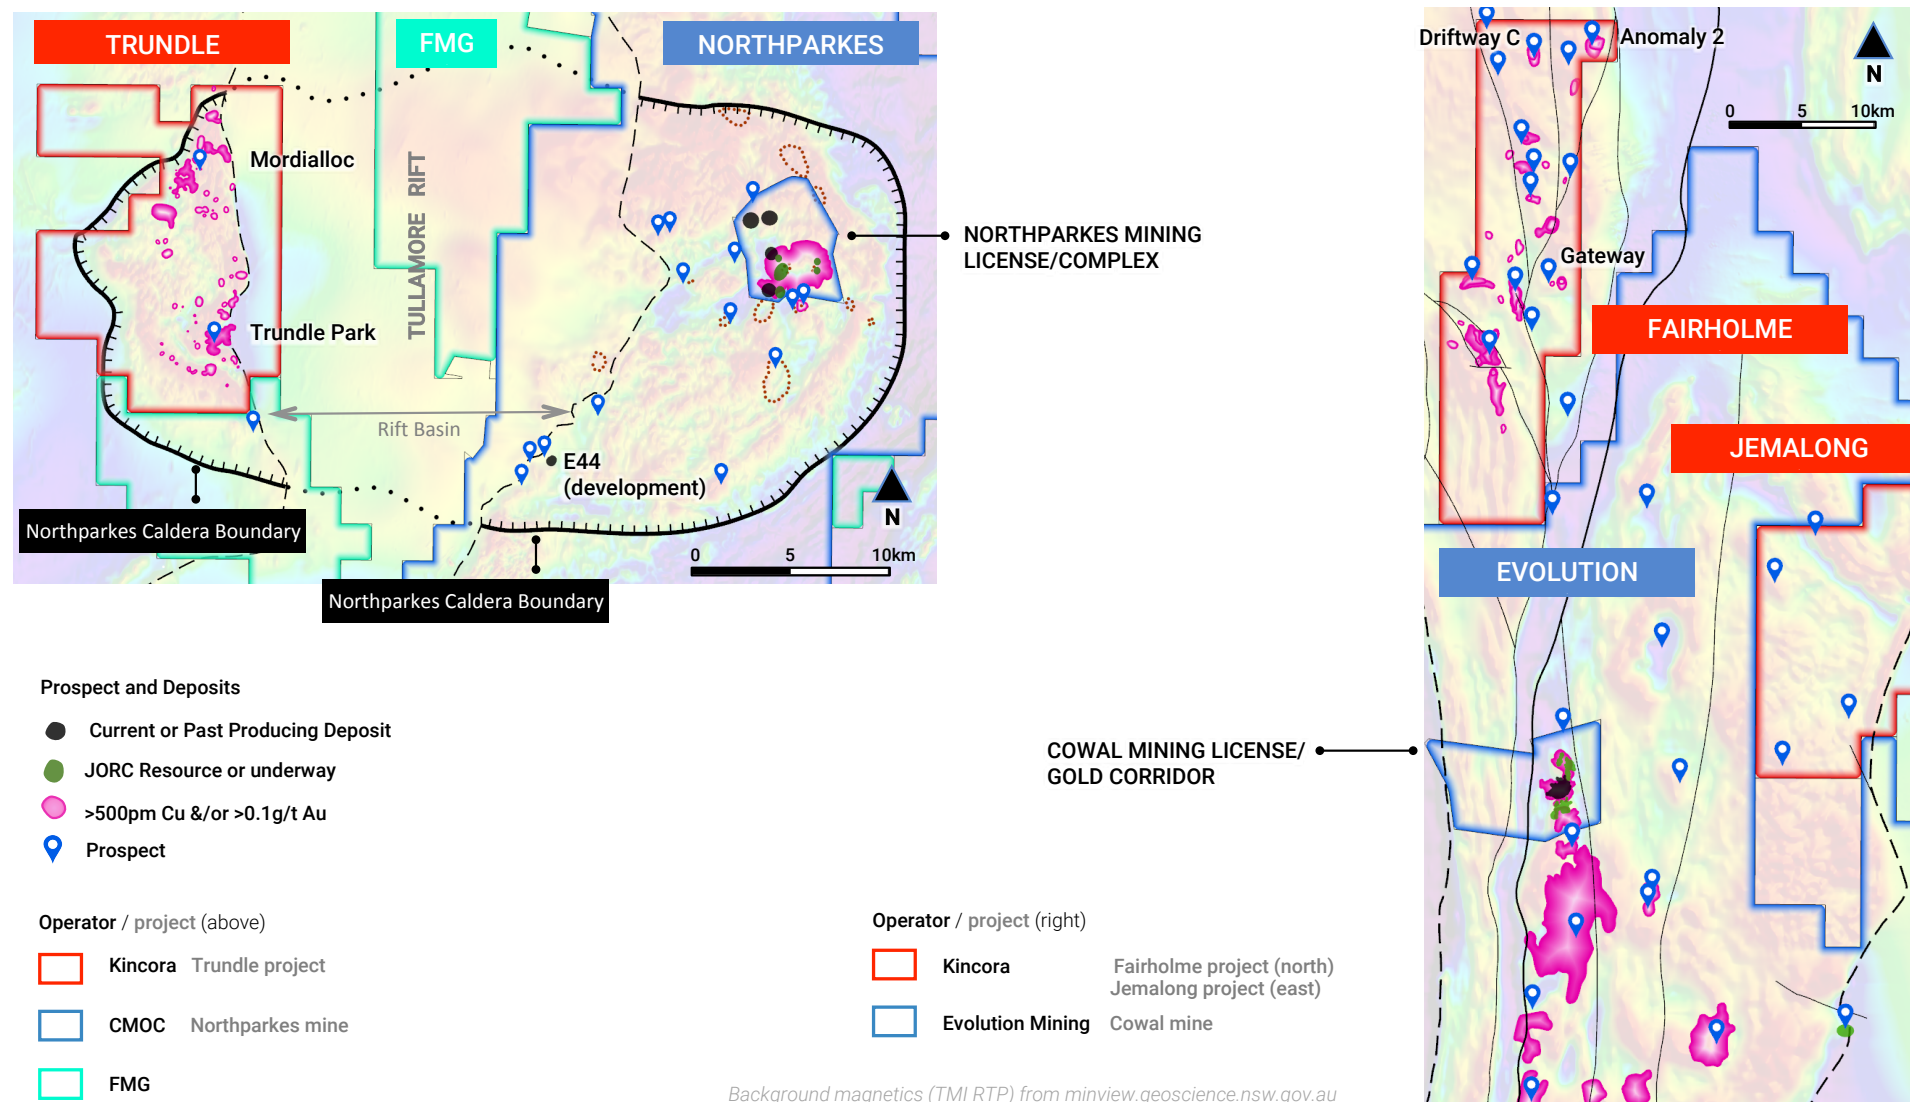 TRUNDLE
FMG
NORTHPARKES
Mordialloc
TULLAMORE RIFT
Trundle Park
Rift Basin
E44
(development)
N
0 5 10km
Northparkes Caldera Boundary
Northparkes Caldera Boundary
NORTHPARKES MINING
LICENSE/COMPLEX
Driftway C
Anomaly 2
N
0 5 10km
Gateway
FAIRHOLME
JEMALONG
EVOLUTION
COWAL MINING LICENSE/
GOLD CORRIDOR
Prospect and Deposits
Current or Past Producing Deposit
JORC Resource or underway
>500pm Cu &/or >0.1g/t Au
Prospect
Operator / project (above)
Kincora Trundle project
CMOC Northparkes mine
FMG
Operator / project (right)
Kincora Fairholme project (north)
Jemalong project (east)
Evolution Mining Cowal mine
Background magnetics (TMI RTP) from minview.geoscience.nsw.gov.au